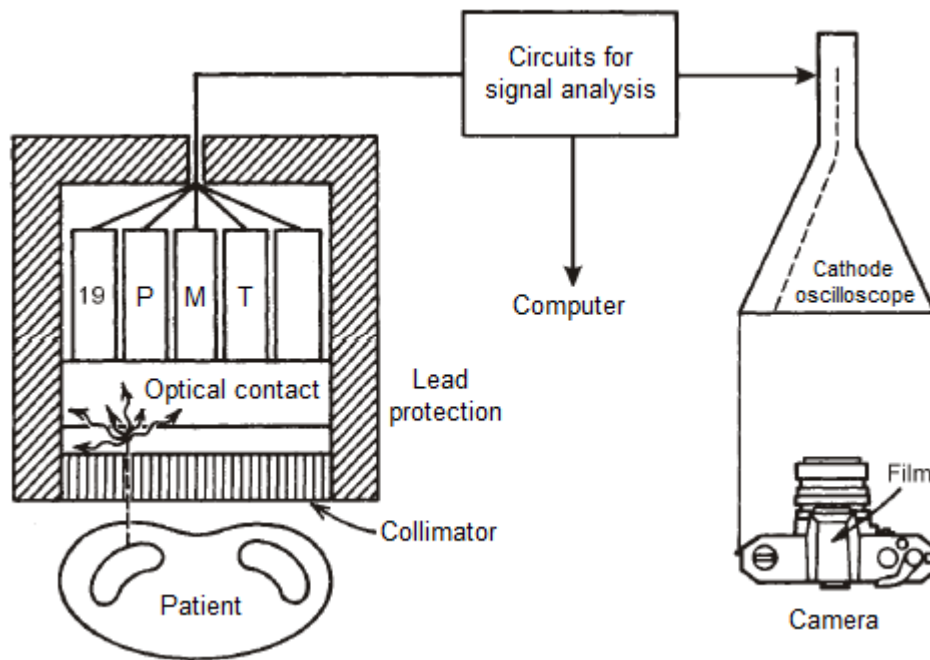 Circuits for
signal analysis
19 P M T
Cathode
oscilloscope
Computer
Optical contact
Lead
protection
Film
Collimator
Patient
Camera